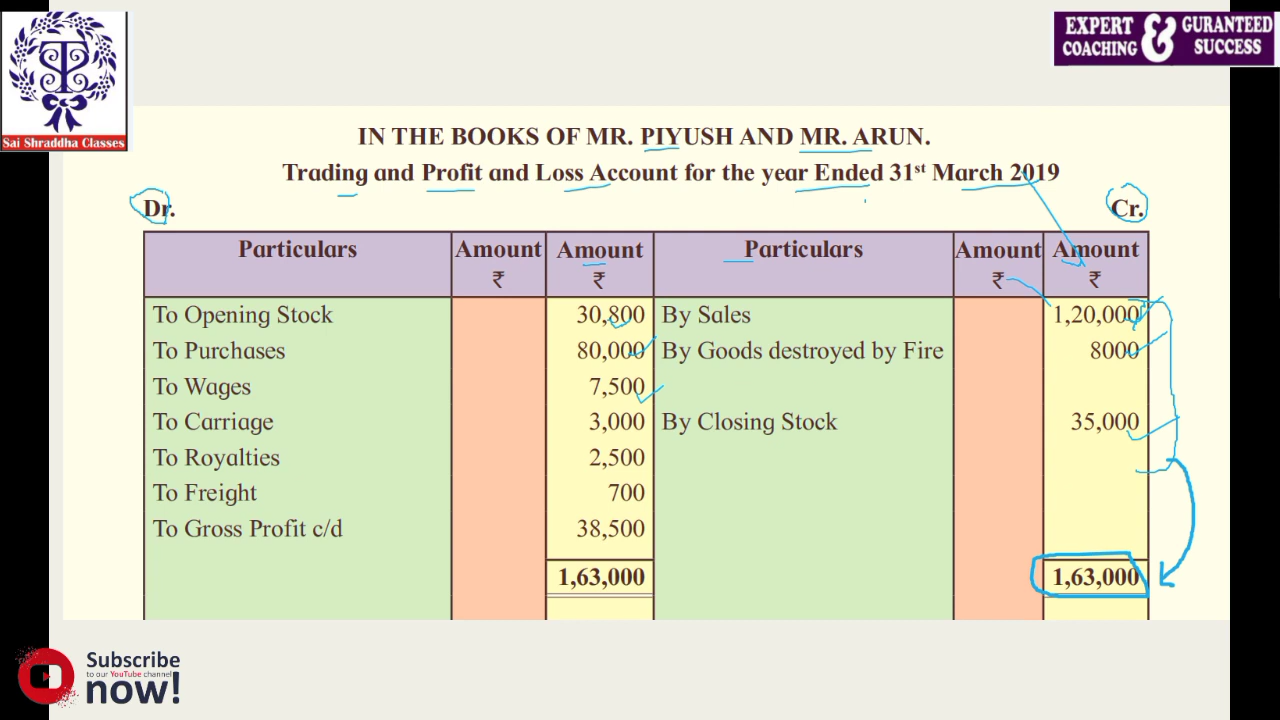 Sai Shraddha Classes
EXPERT & GURANTEED
COACHING SUCCESS
IN THE BOOKS OF MR. PIYUSH AND MR. ARUN.
Trading and Profit and Loss Account for the year Ended 31st March 2019
Dr. Cr.
Particulars Amount ₹ Amount ₹ Particulars Amount ₹ Amount ₹
To Opening Stock 30,800 By Sales 1,20,000
To Purchases 80,000 By Goods destroyed by Fire 8000
To Wages 7,500
To Carriage 3,000 By Closing Stock 35,000
To Royalties 2,500
To Freight 700
To Gross Profit c/d 38,500
1,63,000 1,63,000
Subscribe
to our YouTube channel
now!